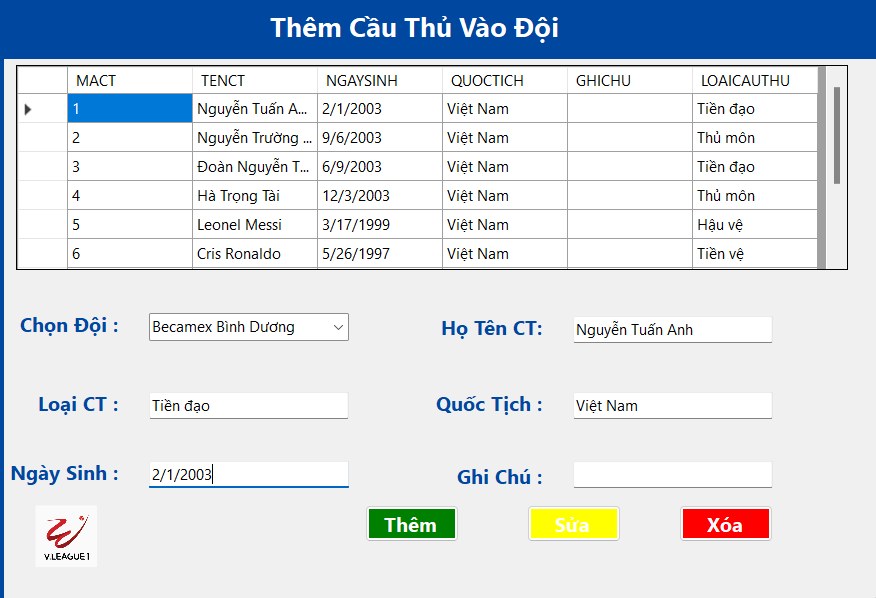 Thêm Cầu Thủ Vào Đội
MACT TENCT NGAYSINH QUOCTICH GHICHU LOAICAUTHU
1 Nguyễn Tuấn A... 2/1/2003 Việt Nam Tiền đạo
2 Nguyễn Trường ... 9/6/2003 Việt Nam Thủ môn
3 Đoàn Nguyễn T... 6/9/2003 Việt Nam Tiền đạo
4 Hà Trọng Tài 12/3/2003 Việt Nam Thủ môn
5 Leonel Messi 3/17/1999 Việt Nam Hậu vệ
6 Cris Ronaldo 5/26/1997 Việt Nam Tiền vệ
Chọn Đội : Becamex Bình Dương Họ Tên CT: Nguyễn Tuấn Anh
Loại CT : Tiền đạo Quốc Tịch : Việt Nam
Ngày Sinh : 2/1/2003 Ghi Chú :
Thêm Sửa Xóa
V.LEAGUE 1